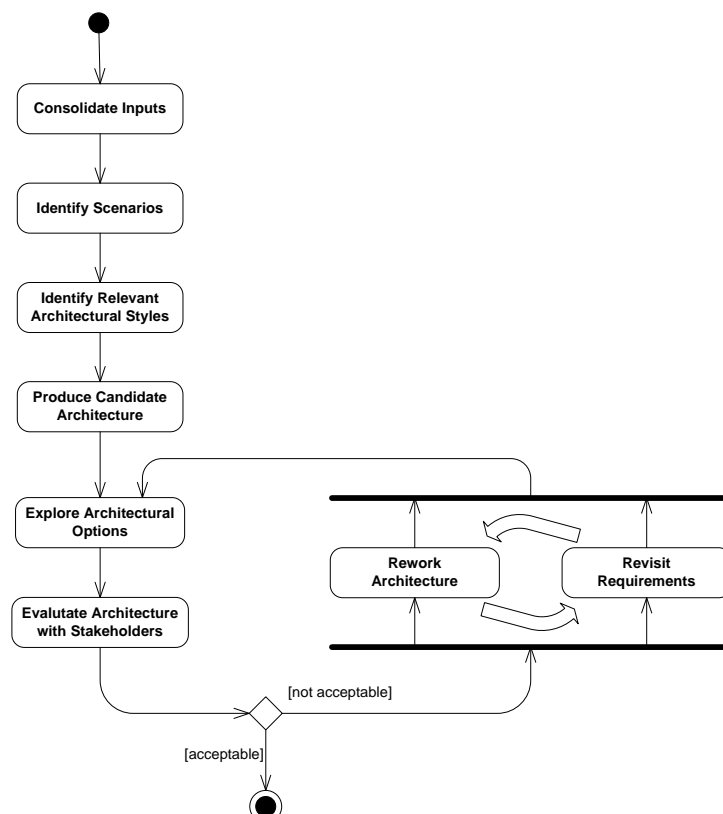 Consolidate Inputs
Identify Scenarios
Identify Relevant
Architectural Styles
Produce Candidate
Architecture
Explore Architectural
Options
Rework
Architecture
Revisit
Requirements
Evalutate Architecture
with Stakeholders
[not acceptable]
[acceptable]